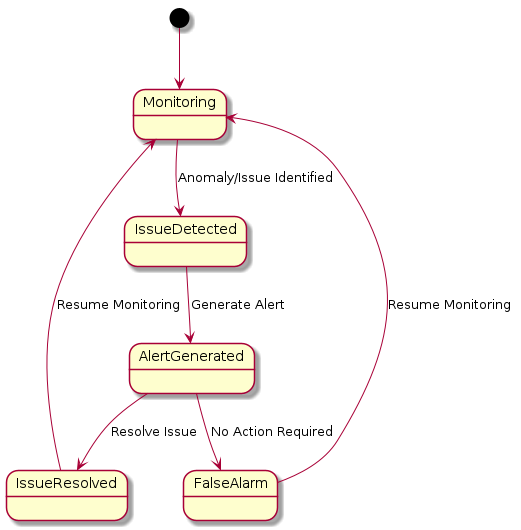 Monitoring
Anomaly/Issue Identified
IssueDetected
Resume Monitoring
Generate Alert
Resume Monitoring
AlertGenerated
Resolve Issue
No Action Required
IssueResolved
FalseAlarm